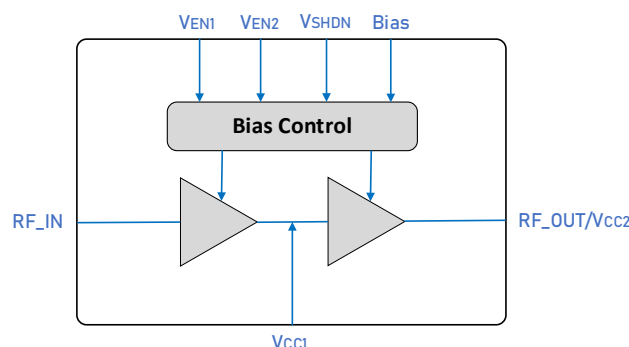 VEN1 VEN2 VSHDN Bias
Bias Control
RF_IN
RF_OUT/VCC2
VCC1